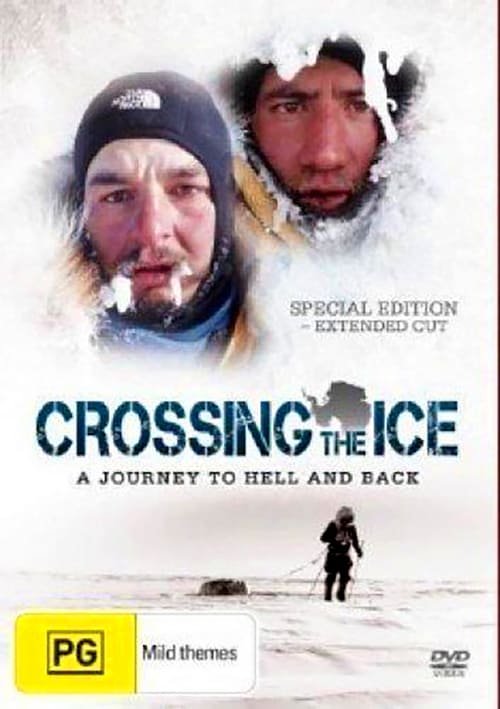 THE
NORTH
FACE
SPECIAL EDITION
– EXTENDED CUT
CROSSING THE ICE
A JOURNEY TO HELL AND BACK
PG
Mild themes
DVD
VIDEO